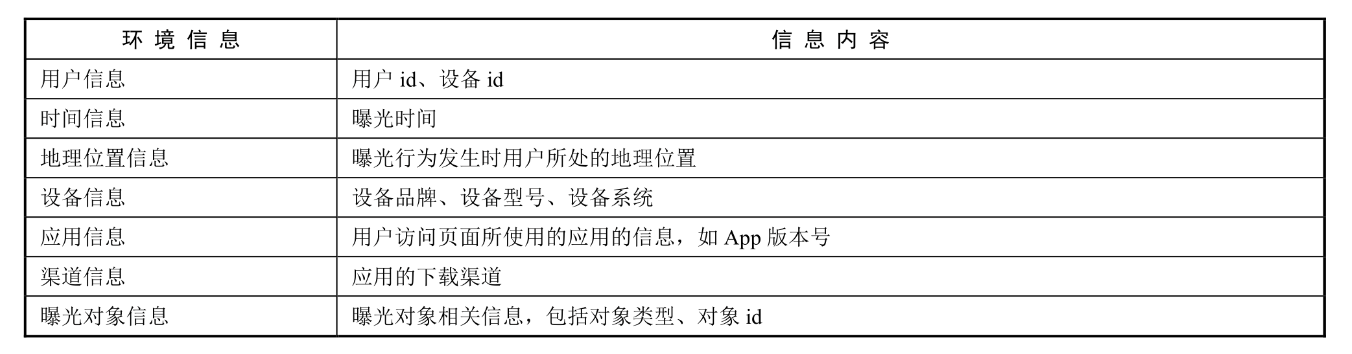 环境信息 信息内容
用户信息 用户 id、设备 id
时间信息 曝光时间
地理位置信息 曝光行为发生时用户所处的地理位置
设备信息 设备品牌、设备型号、设备系统
应用信息 用户访问页面所使用的应用的信息，如 App 版本号
渠道信息 应用的下载渠道
曝光对象信息 曝光对象相关信息，包括对象类型、对象 id